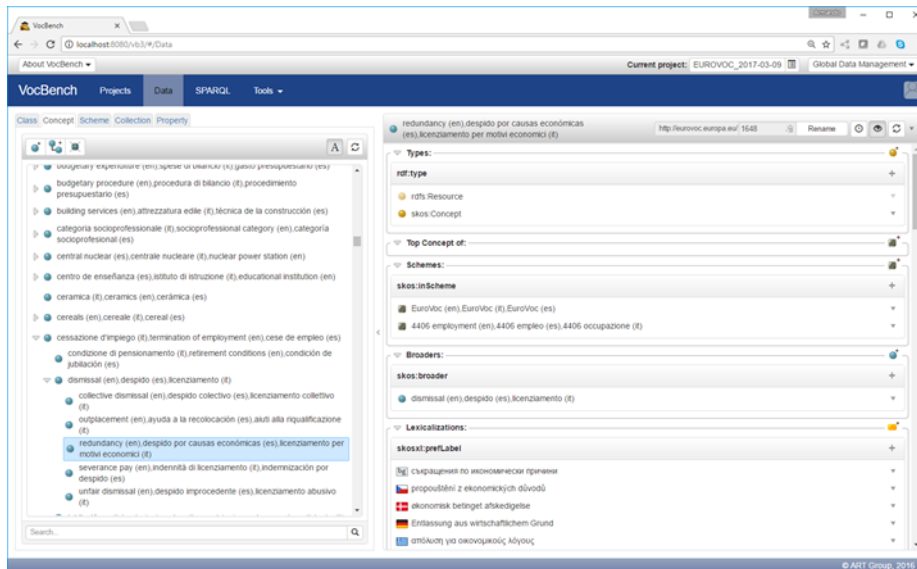 VocBench
localhost:8080/vb3/#/Data
About VocBench
Current project: EUROVOC_2017-03-09
Global Data Management
VocBench
Projects
Data
SPARQL
Tools
Class Concept Scheme Collection Property
A
budgetary expenditure (en),spese di bilancio (it),gasto presupuestario (es)
budgetary procedure (en),procedura di bilancio (it),procedimiento
presupuestario (es)
building services (en),attrezzatura edile (it),técnica de la construcción (es)
categoria socioprofessionale (it),socioprofessional category (en),categoría
socioprofesional (es)
central nuclear (es),centrale nucleare (it),nuclear power station (en)
centro de enseñanza (es),istituto di istruzione (it),educational institution (en)
ceramica (it),ceramics (en),cerámica (es)
cereals (en),cereale (it),cereal (es)
cessazione d'impiego (it),termination of employment (en),cese de empleo (es)
condizione di pensionamento (it),retirement conditions (en),condición de
jubilación (es)
dismissal (en),despido (es),licenziamento (it)
collective dismissal (en),despido colectivo (es),licenziamento collettivo
(it)
outplacement (en),ayuda a la recolocación (es),aiuti alla riqualificazione
(it)
redundancy (en),despido por causas económicas (es),licenziamento per
motivi economici (it)
severance pay (en),indennità di licenziamento (it),indemnización por
despido (es)
unfair dismissal (en),despido improcedente (es),licenziamento abusivo
(it)
Search...
redundancy (en),despido por causas económicas
(es),licenziamento per motivi economici (it)
http://eurovoc.europa.eu/ 1648
Rename
Types:
rdf:type
rdfs:Resource
skos:Concept
Top Concept of:
Schemes:
skos:inScheme
EuroVoc (en),EuroVoc (it),EuroVoc (es)
4406 employment (en),4406 empleo (es),4406 occupazione (it)
Broaders:
skos:broader
dismissal (en),despido (es),licenziamento (it)
Lexicalizations:
skosxl:prefLabel
bg съкращения по икономически причини
propouštění z ekonomických důvodů
økonomisk betinget afskedigelse
Entlassung aus wirtschaftlichem Grund
απόλυση για οικονομικούς λόγους
© ART Group, 2016